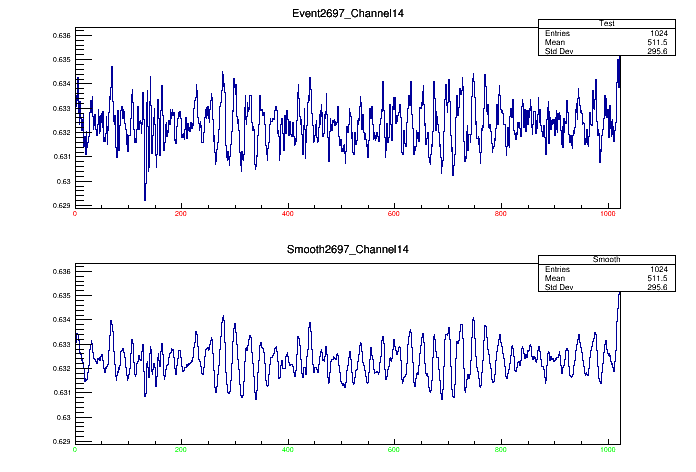 Event2697_Channel14
Test
Entries 1024
Mean 511.5
Std Dev 295.6
0.636
0.635
0.634
0.633
0.632
0.631
0.63
0.629
0 200 400 600 800 1000
Smooth2697_Channel14
Smooth
Entries 1024
Mean 511.5
Std Dev 295.6
0.636
0.635
0.634
0.633
0.632
0.631
0.63
0.629
0 200 400 600 800 1000